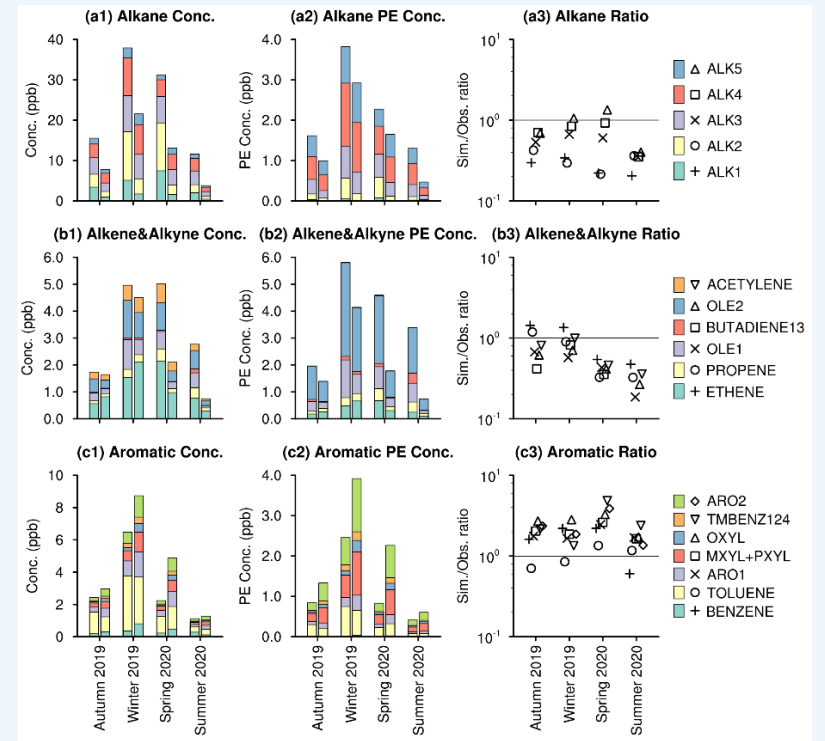 (a1) Alkane Conc.
(a2) Alkane PE Conc.
(a3) Alkane Ratio
Conc. (ppb)
40
30
20
10
0
PE Conc. (ppb)
4.0
3.0
2.0
1.0
0.0
Sim./Obs. ratio
10^1
10^0
10^-1
ALK5
ALK4
ALK3
ALK2
ALK1
(b1) Alkene&Alkyne Conc.
(b2) Alkene&Alkyne PE Conc.
(b3) Alkene&Alkyne Ratio
Conc. (ppb)
6.0
5.0
4.0
3.0
2.0
1.0
0.0
PE Conc. (ppb)
6.0
5.0
4.0
3.0
2.0
1.0
0.0
Sim./Obs. ratio
10^1
10^0
10^-1
ACETYLENE
OLE2
BUTADIENE13
OLE1
PROPENE
ETHENE
(c1) Aromatic Conc.
(c2) Aromatic PE Conc.
(c3) Aromatic Ratio
Conc. (ppb)
10
8
6
4
2
0
PE Conc. (ppb)
4.0
3.0
2.0
1.0
0.0
Sim./Obs. ratio
10^1
10^0
10^-1
ARO2
TMBENZ124
OXYL
MXYL+PXYL
ARO1
TOLUENE
BENZENE
Autumn 2019
Winter 2019
Spring 2020
Summer 2020
Autumn 2019
Winter 2019
Spring 2020
Summer 2020
Autumn 2019
Winter 2019
Spring 2020
Summer 2020